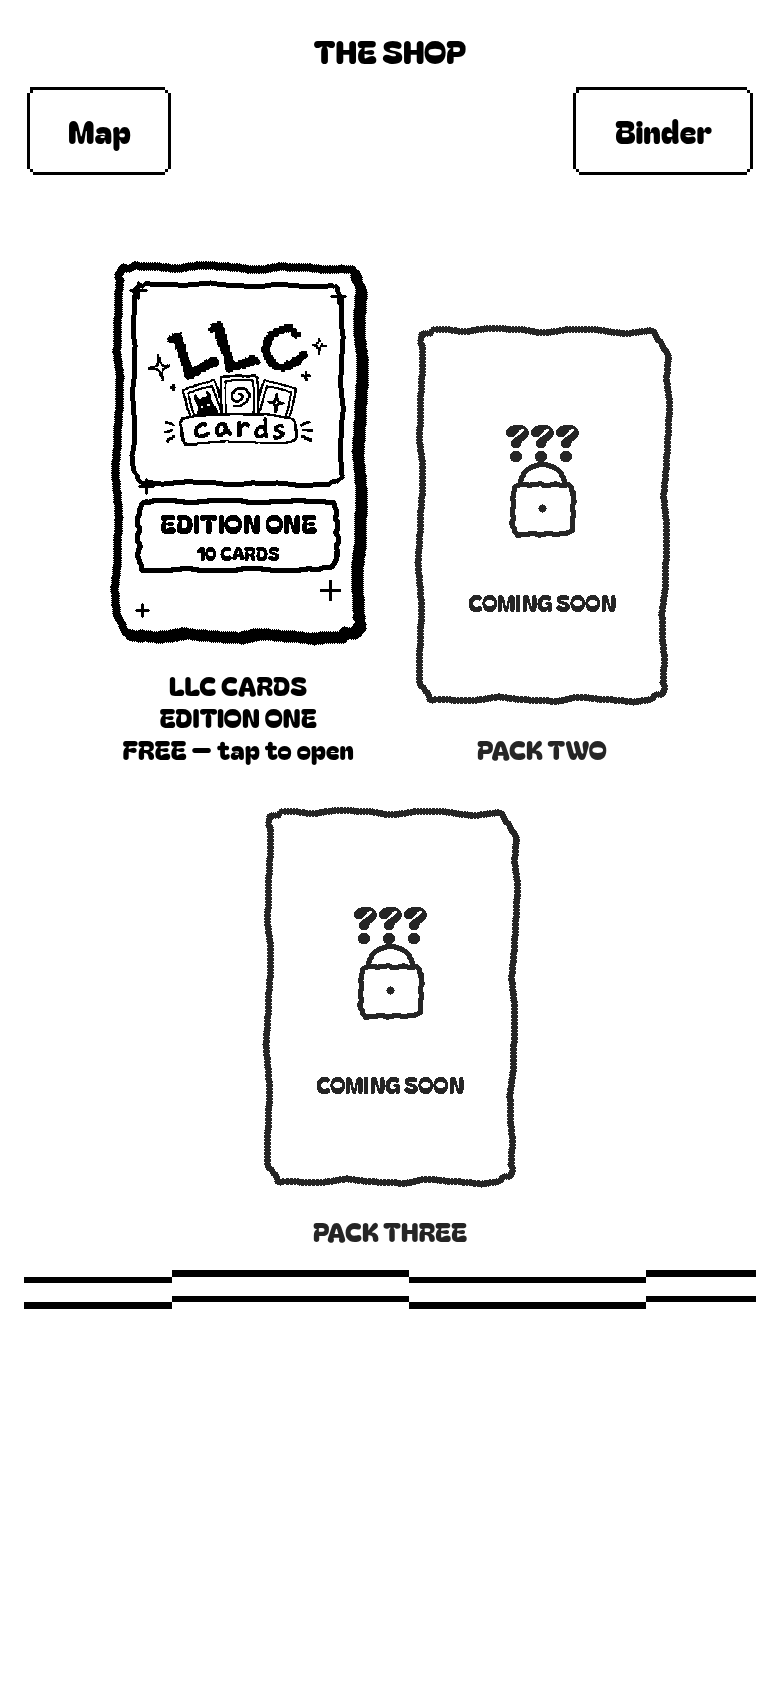 THE SHOP
Map
Binder
LLC
cards
EDITION ONE
10 CARDS
???
COMING SOON
LLC CARDS
EDITION ONE
FREE — tap to open
PACK TWO
???
COMING SOON
PACK THREE